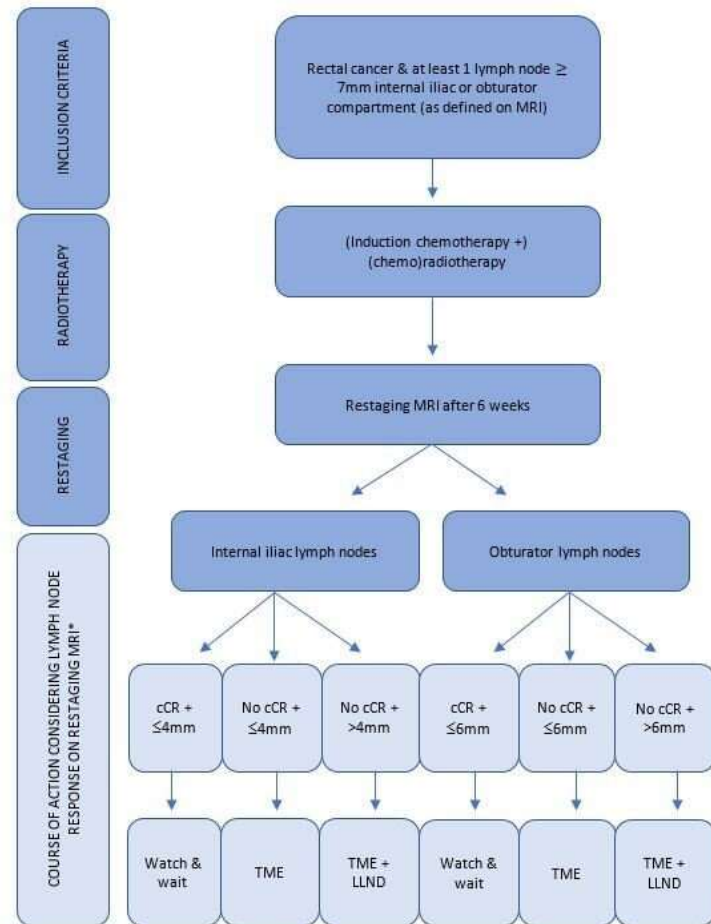 INCLUSION CRITERIA
Rectal cancer & at least 1 lymph node ≥
7mm internal iliac or obturator
compartment (as defined on MRI)
RADIOTHERAPY
(Induction chemotherapy +)
(chemo)radiotherapy
RESTAGING
Restaging MRI after 6 weeks
COURSE OF ACTION CONSIDERING LYMPH NODE
RESPONSE ON RESTAGING MRI*
Internal iliac lymph nodes
Obturator lymph nodes
cCR +
≤4mm
No cCR +
≤4mm
No cCR +
>4mm
cCR +
≤6mm
No cCR +
≤6mm
No cCR +
>6mm
Watch &
wait
TME
TME +
LLND
Watch &
wait
TME
TME +
LLND